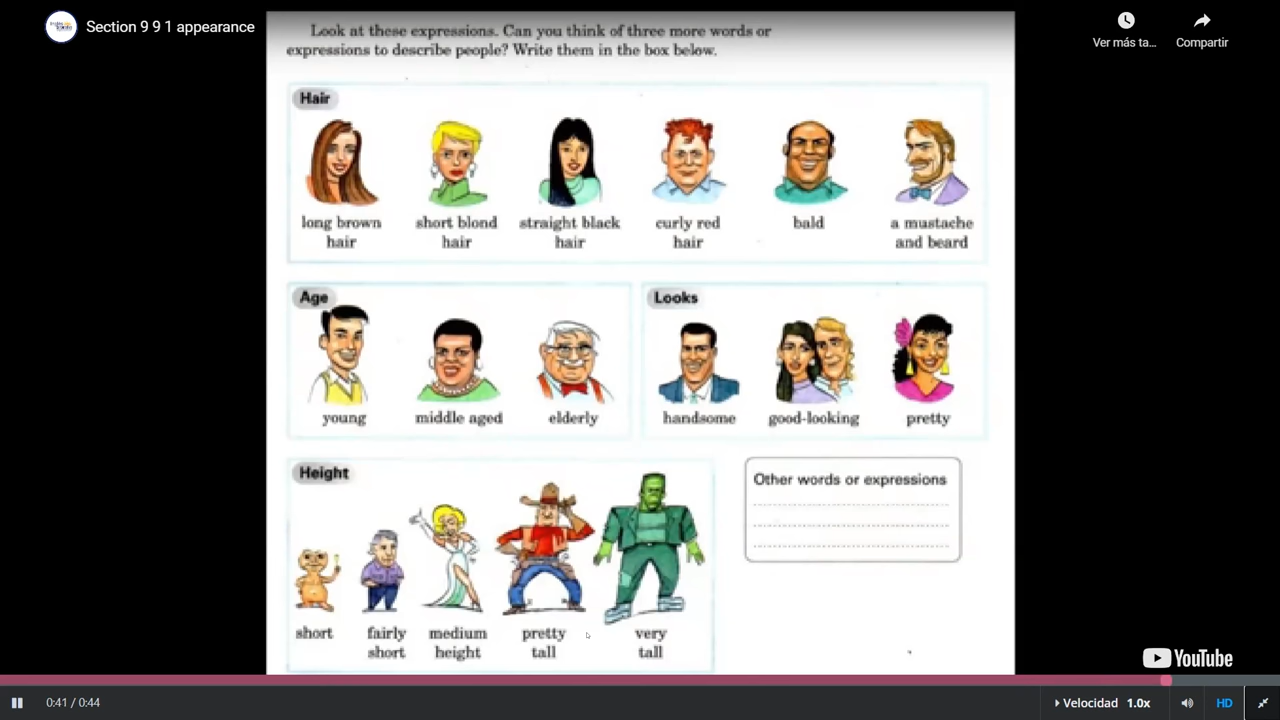 Section 9 9 1 appearance
Ver más ta...
Compartir
Look at these expressions. Can you think of three more words or
expressions to describe people? Write them in the box below.
Hair
long brown
hair
short blond
hair
straight black
hair
curly red
hair
bald
a mustache
and beard
Age
young
middle aged
elderly
Looks
handsome
good-looking
pretty
Height
short
fairly
short
medium
height
pretty
tall
very
tall
Other words or expressions
YouTube
0:41 / 0:44
Velocidad 1.0x
HD